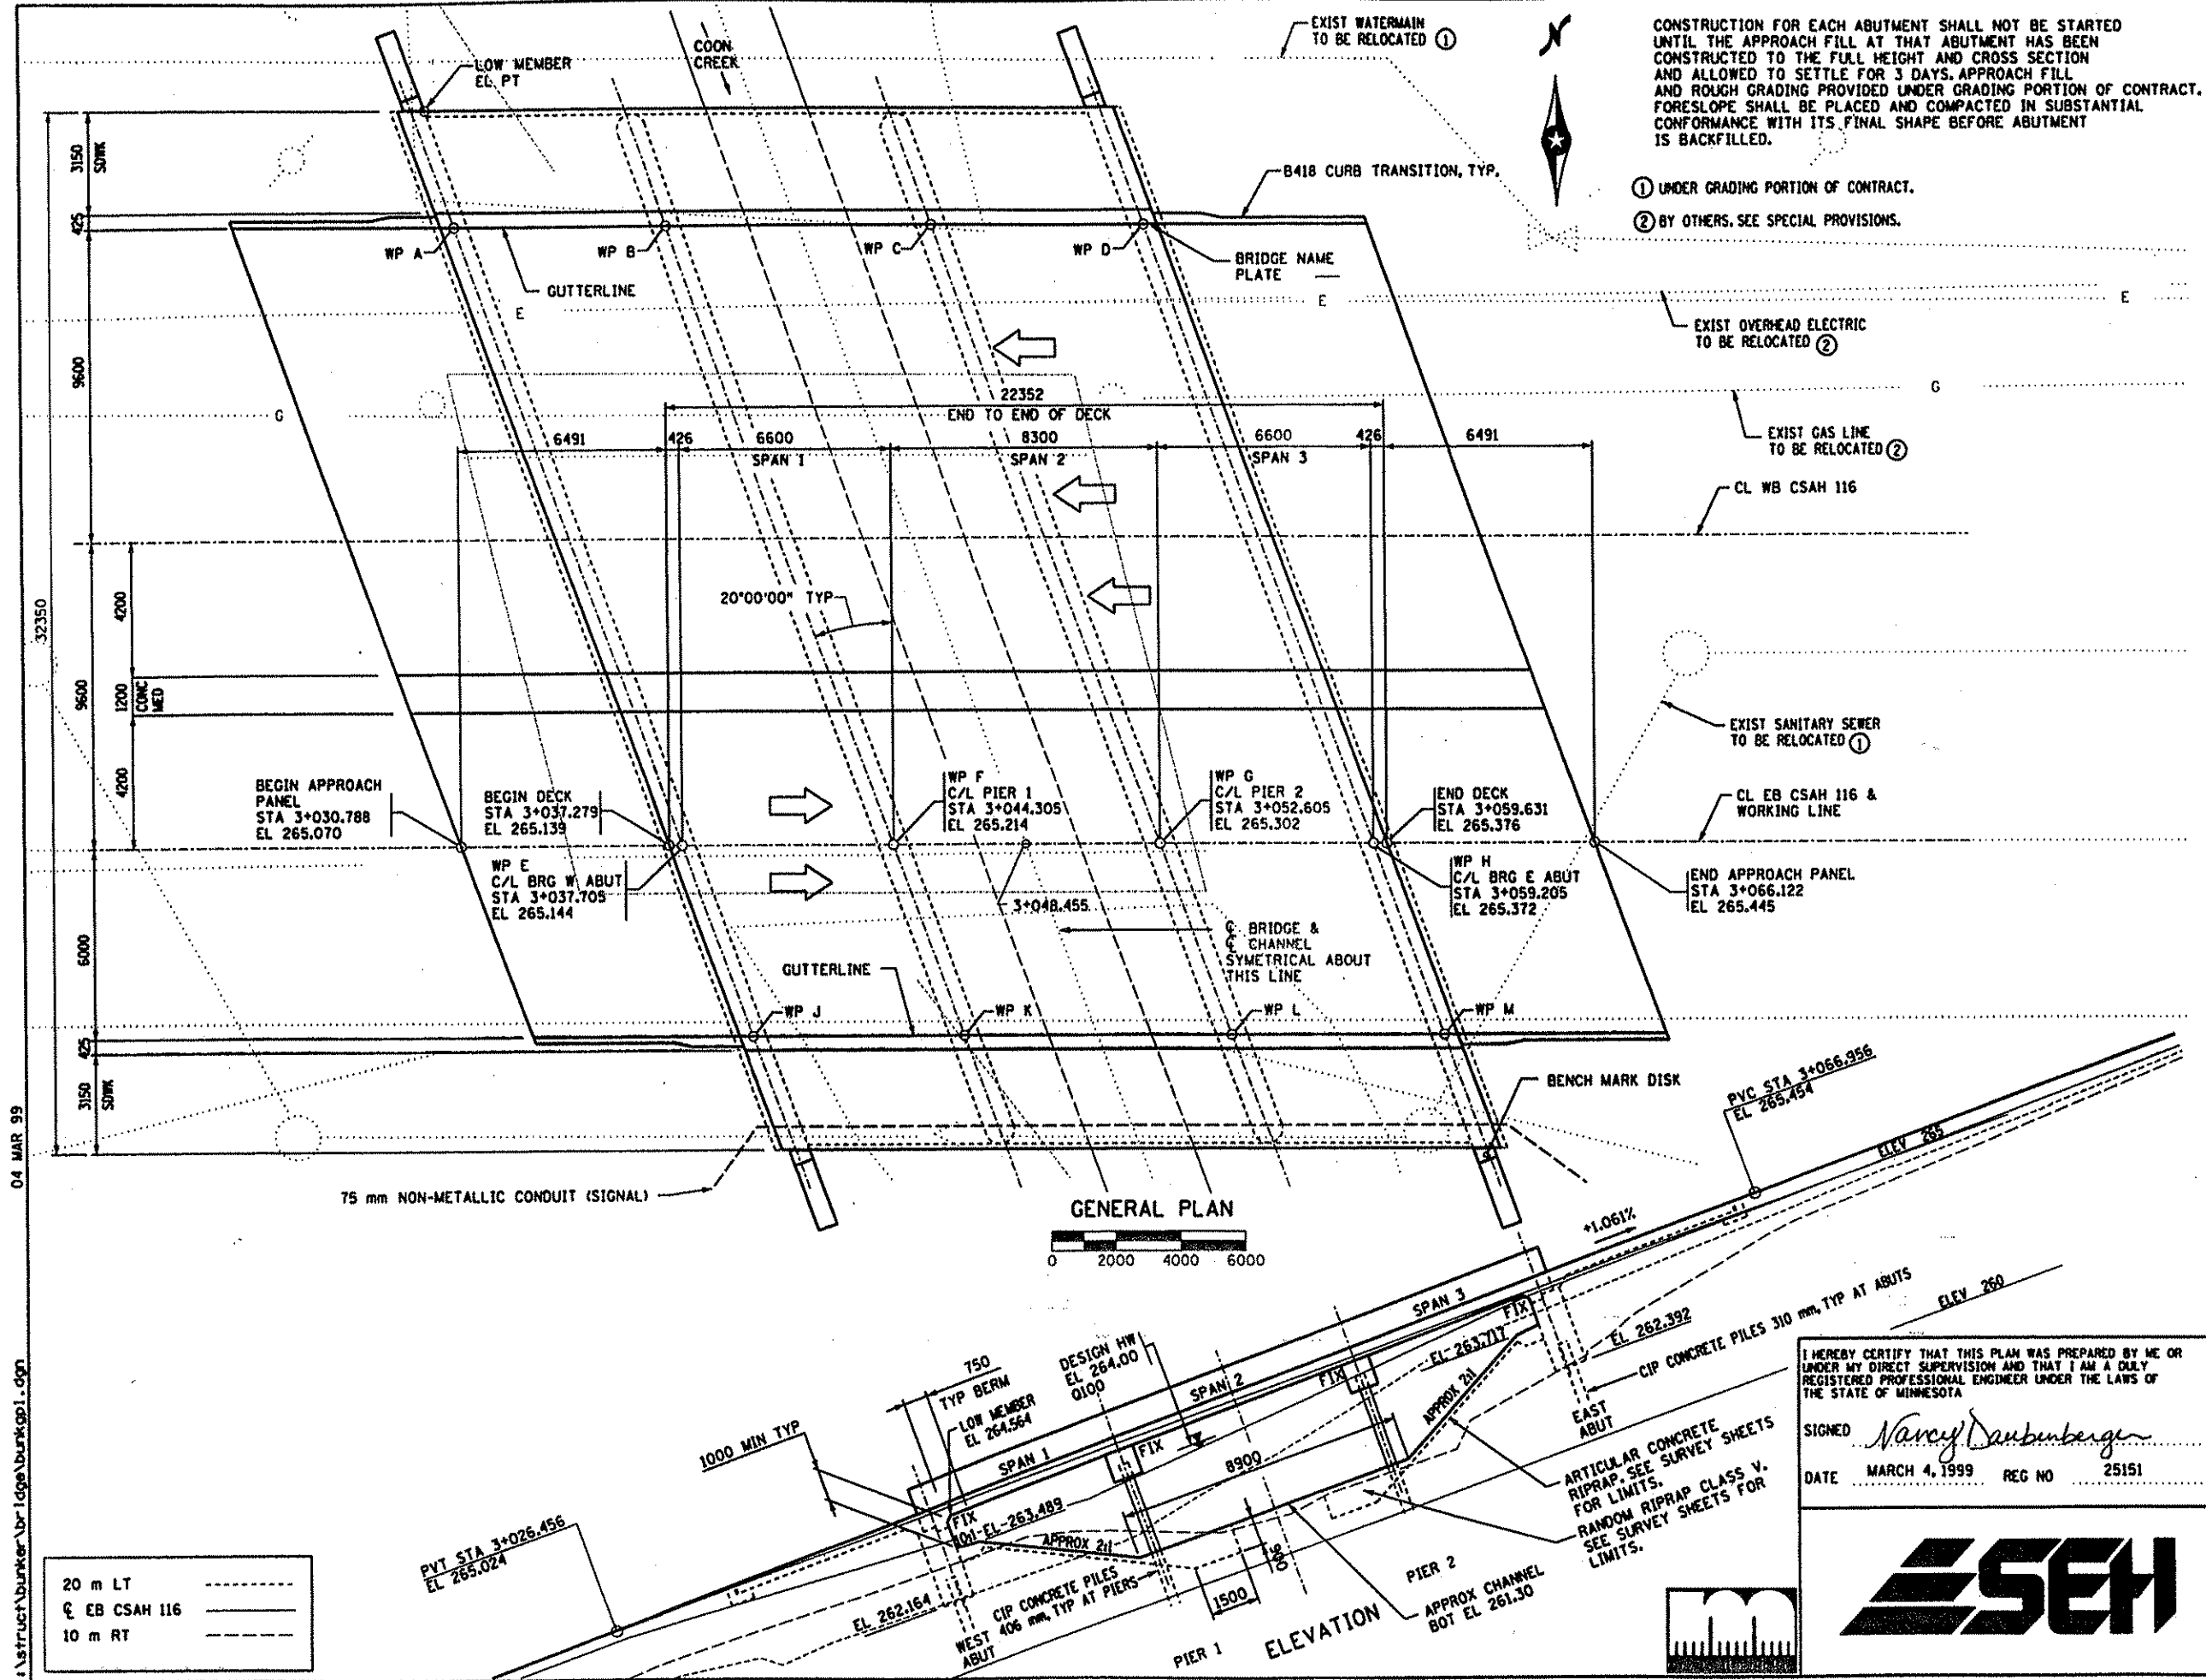 EXIST WATERMAIN
TO BE RELOCATED ①
N
CONSTRUCTION FOR EACH ABUTMENT SHALL NOT BE STARTED
UNTIL THE APPROACH FILL AT THAT ABUTMENT HAS BEEN
CONSTRUCTED TO THE FULL HEIGHT AND CROSS SECTION
AND ALLOWED TO SETTLE FOR 3 DAYS. APPROACH FILL
AND ROUGH GRADING PROVIDED UNDER GRADING PORTION OF CONTRACT.
FORESLOPE SHALL BE PLACED AND COMPACTED IN SUBSTANTIAL
CONFORMANCE WITH ITS FINAL SHAPE BEFORE ABUTMENT
IS BACKFILLED.
① UNDER GRADING PORTION OF CONTRACT.
② BY OTHERS. SEE SPECIAL PROVISIONS.
LOW MEMBER
EL PT
COON
CREEK
B418 CURB TRANSITION, TYP.
3150
SDWK
425
WP A
WP B
WP C
WP D
BRIDGE NAME
PLATE
GUTTERLINE
E
E
E
EXIST OVERHEAD ELECTRIC
TO BE RELOCATED ②
9600
G
G
22352
END TO END OF DECK
6491
426
6600
SPAN 1
8300
SPAN 2
6600
SPAN 3
426
6491
EXIST GAS LINE
TO BE RELOCATED ②
CL WB CSAH 116
32350
4200
20°00'00" TYP
9600
1200
CONC
MED
4200
EXIST SANITARY SEWER
TO BE RELOCATED ①
BEGIN APPROACH
PANEL
STA 3+030.788
EL 265.070
BEGIN DECK
STA 3+037.279
EL 265.139
WP F
C/L PIER 1
STA 3+044.305
EL 265.214
WP G
C/L PIER 2
STA 3+052.605
EL 265.302
END DECK
STA 3+059.631
EL 265.376
CL EB CSAH 116 &
WORKING LINE
WP E
C/L BRG W ABUT
STA 3+037.705
EL 265.144
3+048.455
WP H
C/L BRG E ABUT
STA 3+059.205
EL 265.372
END APPROACH PANEL
STA 3+066.122
EL 265.445
6000
℄ BRIDGE &
℄ CHANNEL
SYMETRICAL ABOUT
THIS LINE
GUTTERLINE
WP J
WP K
WP L
WP M
425
3150
SDWK
BENCH MARK DISK
75 mm NON-METALLIC CONDUIT (SIGNAL)
GENERAL PLAN
0 2000 4000 6000
04 MAR 99
:\struct\bunker\bridge\bunkgp1.dgn
PVC STA 3+066.956
EL 265.454
ELEV 265
+1.061%
ELEV 260
CIP CONCRETE PILES 310 mm, TYP AT ABUTS
EL 262.392
EL 263.717
SPAN 3
FIX
SPAN 2
FIX
DESIGN HW
EL 264.00
Q100
750
TYP BERM
LOW MEMBER
EL 264.564
1000 MIN TYP
SPAN 1
FIX
FIX
10:1
EL 263.489
APPROX 2:1
8900
APPROX 2:1
EAST
ABUT
ARTICULAR CONCRETE
RIPRAP. SEE SURVEY SHEETS
FOR LIMITS.
RANDOM RIPRAP CLASS V.
SEE SURVEY SHEETS FOR
LIMITS.
PVT STA 3+026.456
EL 265.024
EL 262.164
WEST
ABUT
CIP CONCRETE PILES
406 mm, TYP AT PIERS
1500
900
PIER 1
PIER 2
APPROX CHANNEL
BOT EL 261.30
ELEVATION
20 m LT
℄ EB CSAH 116
10 m RT
I HEREBY CERTIFY THAT THIS PLAN WAS PREPARED BY ME OR
UNDER MY DIRECT SUPERVISION AND THAT I AM A DULY
REGISTERED PROFESSIONAL ENGINEER UNDER THE LAWS OF
THE STATE OF MINNESOTA
SIGNED Nancy Daubenberger
DATE MARCH 4, 1999 REG NO 25151
SEH